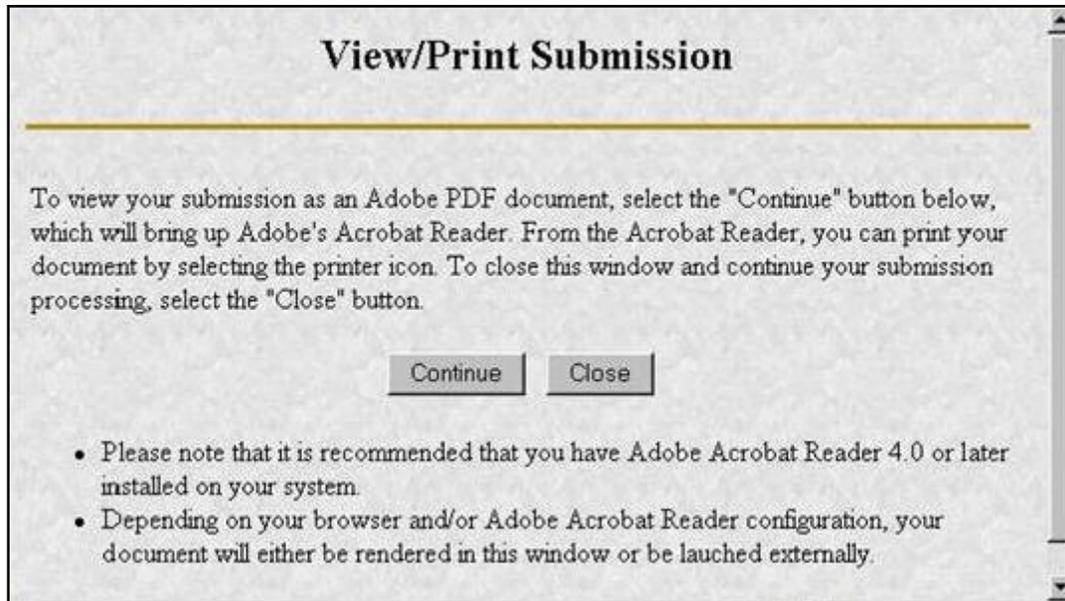 View/Print Submission
To view your submission as an Adobe PDF document, select the "Continue" button below,
which will bring up Adobe's Acrobat Reader. From the Acrobat Reader, you can print your
document by selecting the printer icon. To close this window and continue your submission
processing, select the "Close" button.
Continue Close
• Please note that it is recommended that you have Adobe Acrobat Reader 4.0 or later
installed on your system.
• Depending on your browser and/or Adobe Acrobat Reader configuration, your
document will either be rendered in this window or be lauched externally.